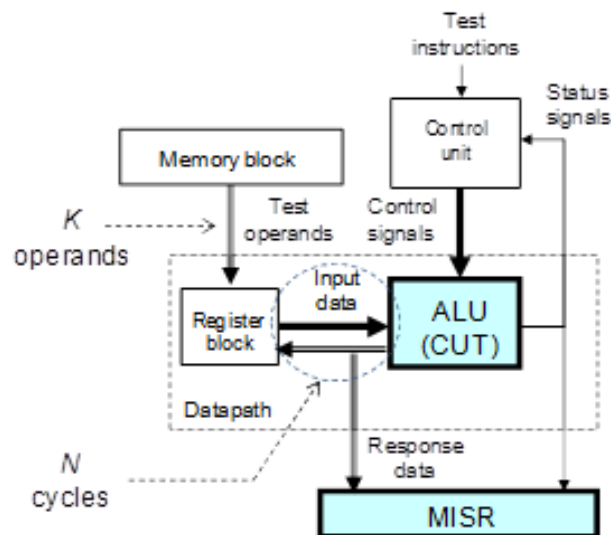 Test
instructions
Status
signals
Control
unit
Memory block
K
operands
Test
operands
Control
signals
Input
data
Register
block
ALU
(CUT)
Datapath
N
cycles
Response
data
MISR